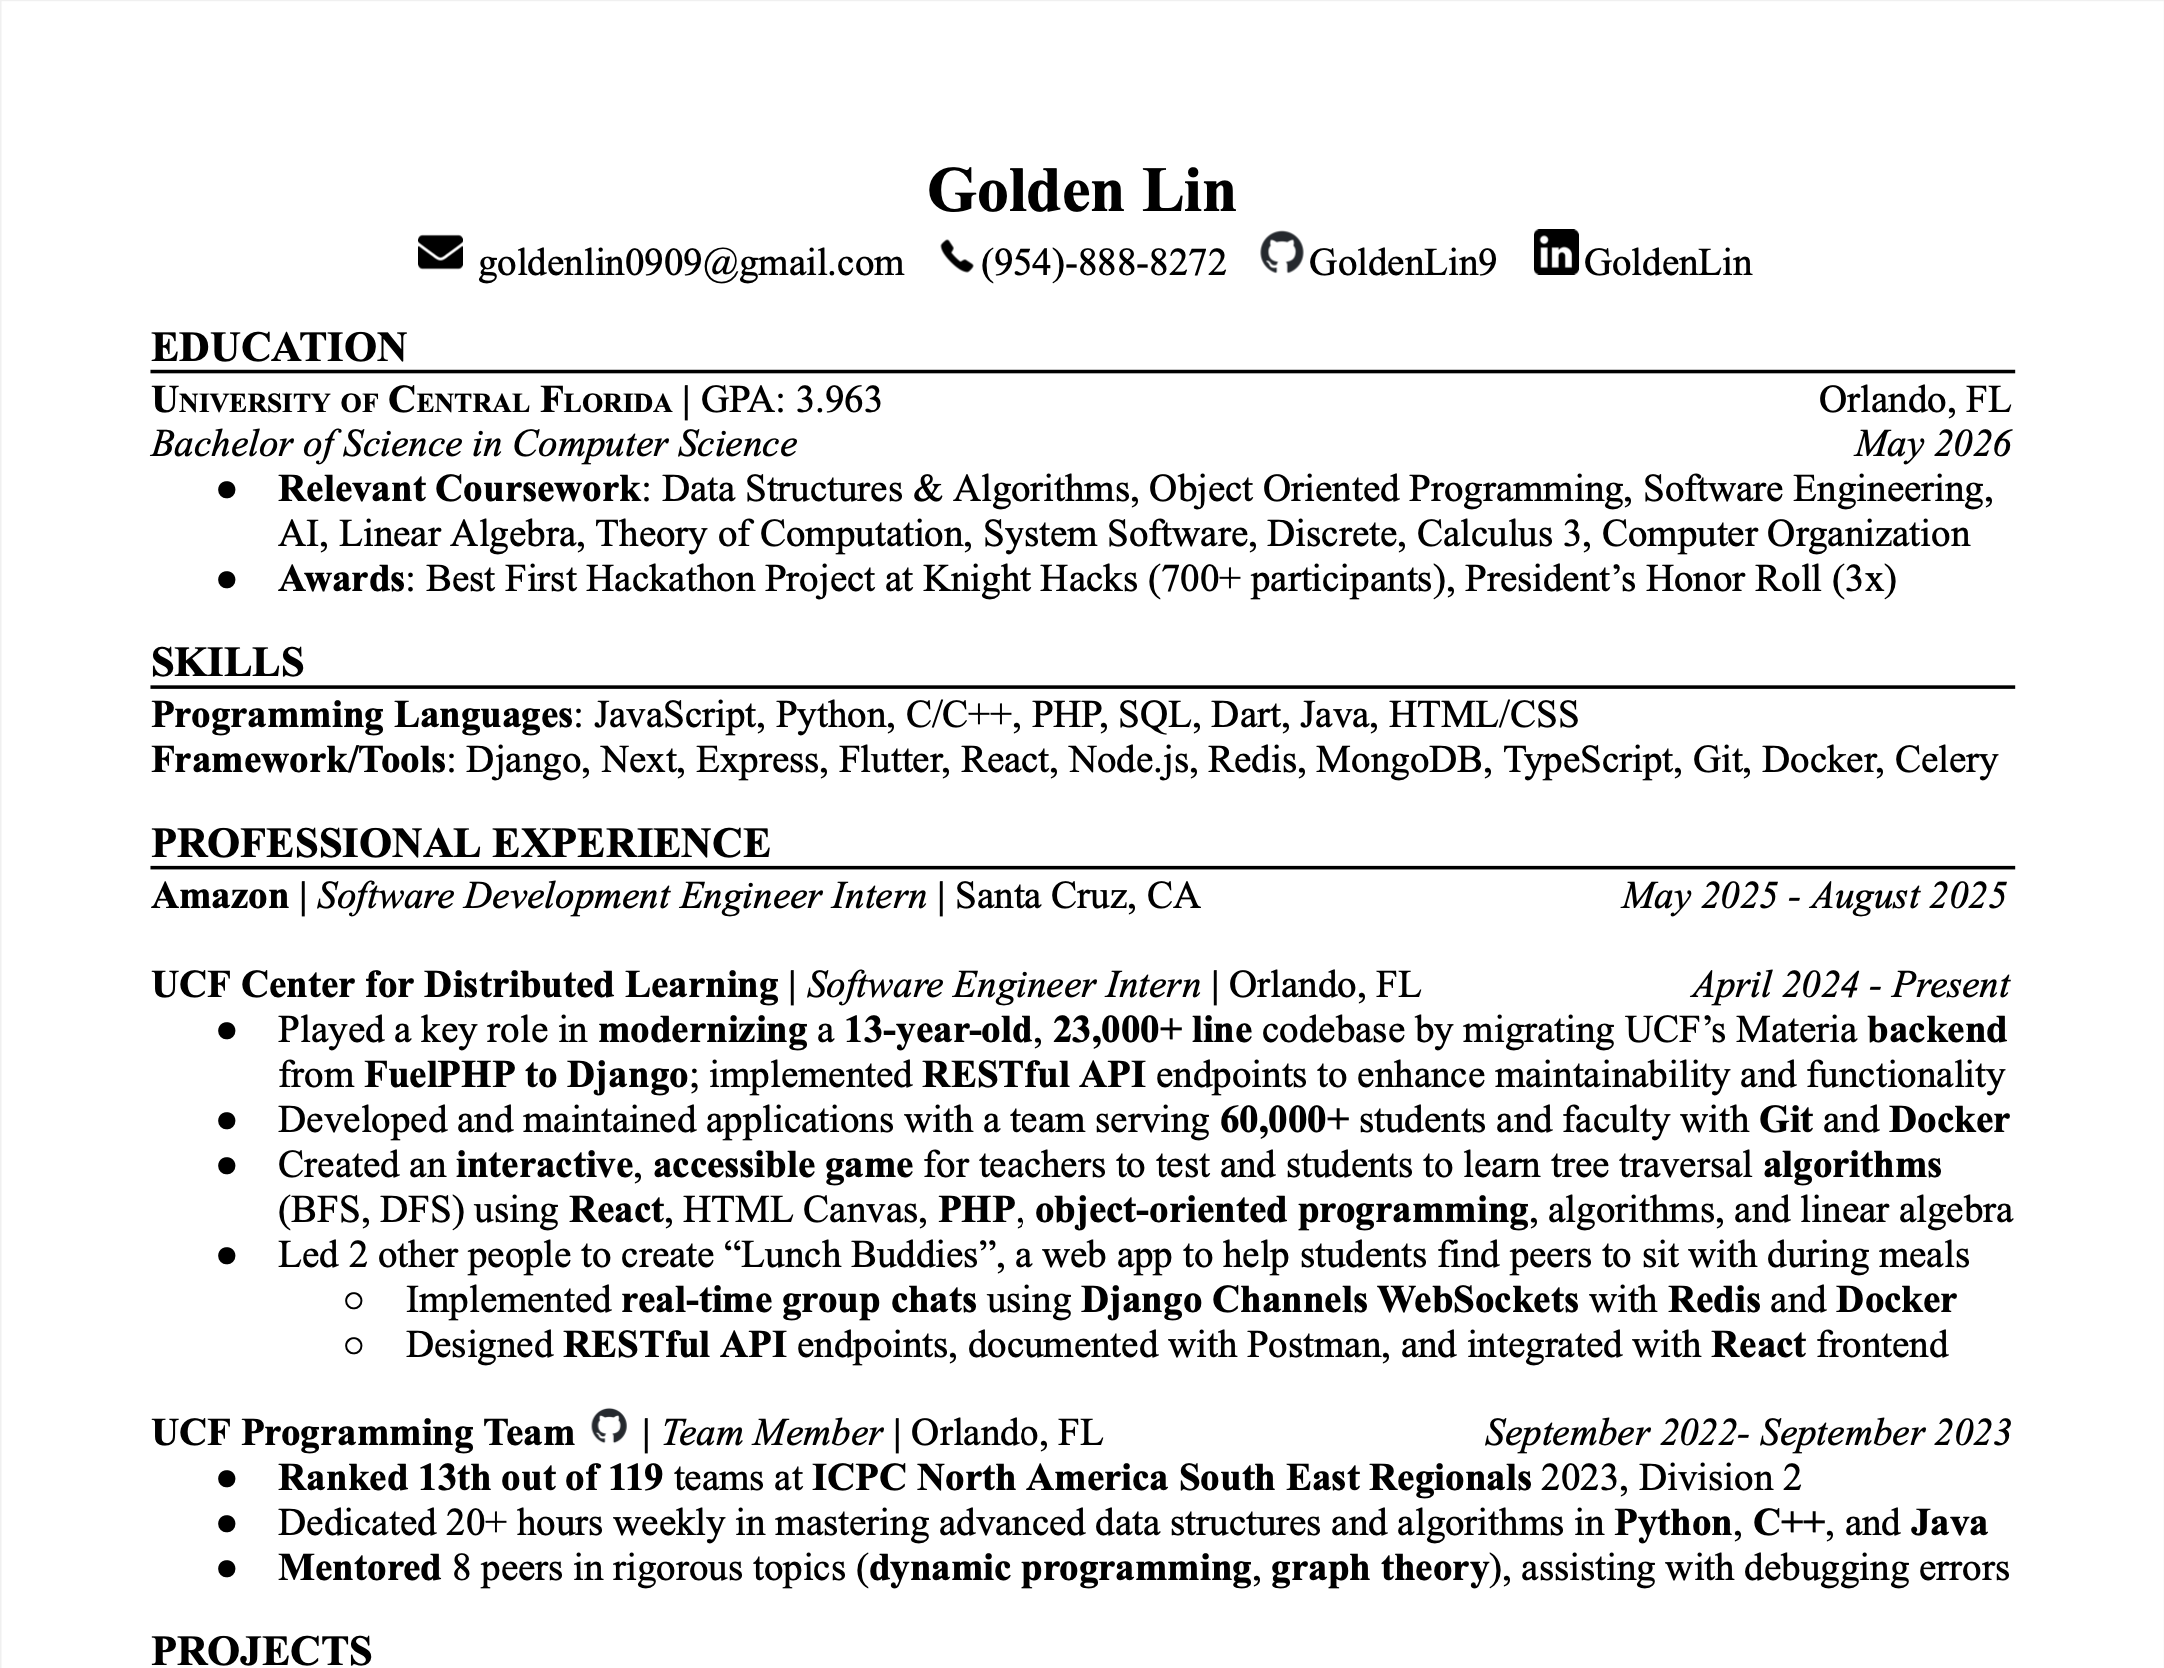 Golden Lin
goldenlin0909@gmail.com (954)-888-8272 GoldenLin9 in GoldenLin
EDUCATION
UNIVERSITY OF CENTRAL FLORIDA | GPA: 3.963 Orlando, FL
Bachelor of Science in Computer Science May 2026
● Relevant Coursework: Data Structures & Algorithms, Object Oriented Programming, Software Engineering,
AI, Linear Algebra, Theory of Computation, System Software, Discrete, Calculus 3, Computer Organization
● Awards: Best First Hackathon Project at Knight Hacks (700+ participants), President’s Honor Roll (3x)
SKILLS
Programming Languages: JavaScript, Python, C/C++, PHP, SQL, Dart, Java, HTML/CSS
Framework/Tools: Django, Next, Express, Flutter, React, Node.js, Redis, MongoDB, TypeScript, Git, Docker, Celery
PROFESSIONAL EXPERIENCE
Amazon | Software Development Engineer Intern | Santa Cruz, CA May 2025 - August 2025
UCF Center for Distributed Learning | Software Engineer Intern | Orlando, FL April 2024 - Present
● Played a key role in modernizing a 13-year-old, 23,000+ line codebase by migrating UCF’s Materia backend
from FuelPHP to Django; implemented RESTful API endpoints to enhance maintainability and functionality
● Developed and maintained applications with a team serving 60,000+ students and faculty with Git and Docker
● Created an interactive, accessible game for teachers to test and students to learn tree traversal algorithms
(BFS, DFS) using React, HTML Canvas, PHP, object-oriented programming, algorithms, and linear algebra
● Led 2 other people to create “Lunch Buddies”, a web app to help students find peers to sit with during meals
○ Implemented real-time group chats using Django Channels WebSockets with Redis and Docker
○ Designed RESTful API endpoints, documented with Postman, and integrated with React frontend
UCF Programming Team | Team Member | Orlando, FL September 2022- September 2023
● Ranked 13th out of 119 teams at ICPC North America South East Regionals 2023, Division 2
● Dedicated 20+ hours weekly in mastering advanced data structures and algorithms in Python, C++, and Java
● Mentored 8 peers in rigorous topics (dynamic programming, graph theory), assisting with debugging errors
PROJECTS